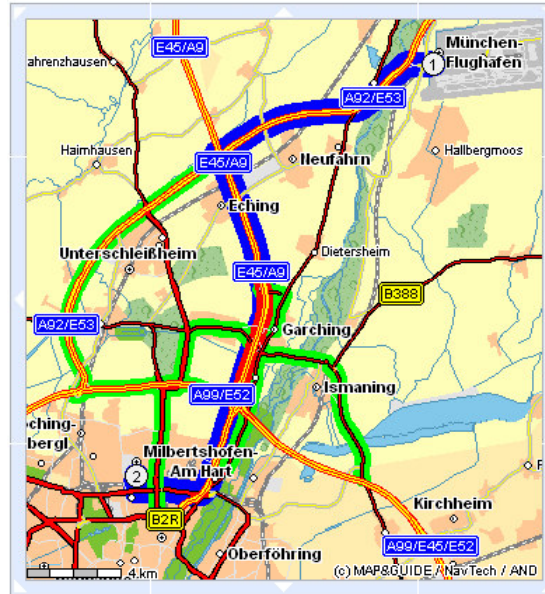 E45/A9
München-
Flughafen
1
ahrenzhausen
A92/E53
Haimhausen
E45/A9
Neufahrn
Hallbergmoos
Eching
Unterschleißheim
Dietersheim
E45/A9
B388
A92/E53
Garching
A99/E52
Ismaning
ching-
bergl
Milbertshofen-
Am Hart
2
B2R
Kirchheim
Oberföhring
A99/E45/E52
4 km
(c) MAP&GUIDE / NavTech / AND